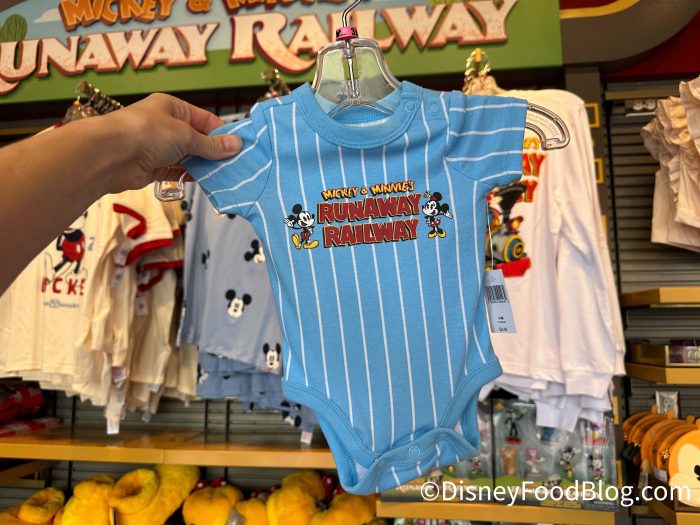 MICKEY & MINNIE'S
RUNAWAY RAILWAY
MICKEY & MINNIE'S
RUNAWAY
RAILWAY
©DisneyFoodBlog.com